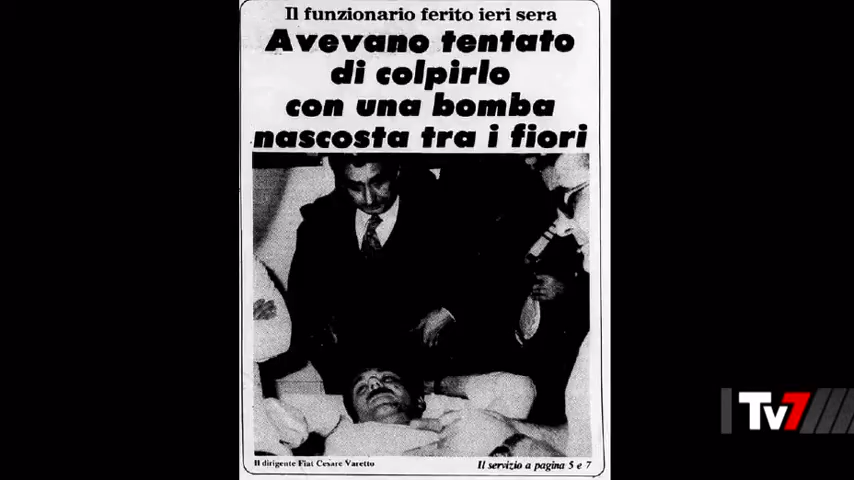 Il funzionario ferito ieri sera
Avevano tentato
di colpirlo
con una bomba
nascosta tra i fiori
Il dirigente Fiat Cesare Varetto
Il servizio a pagina 5 e 7
Tv7